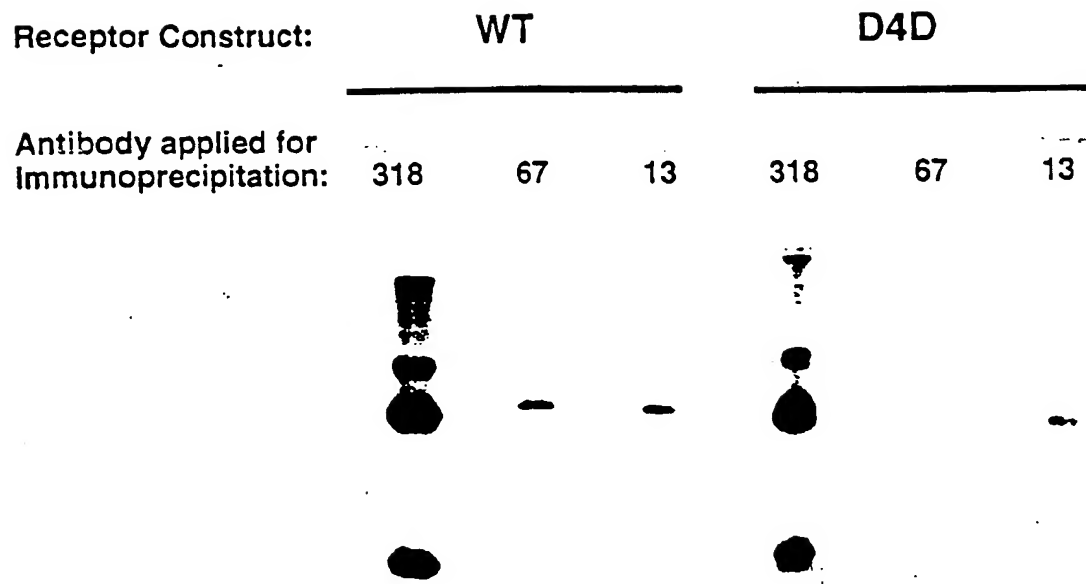 Receptor Construct: WT D4D
Antibody applied for
Immunoprecipitation: 318 67 13 318 67 13